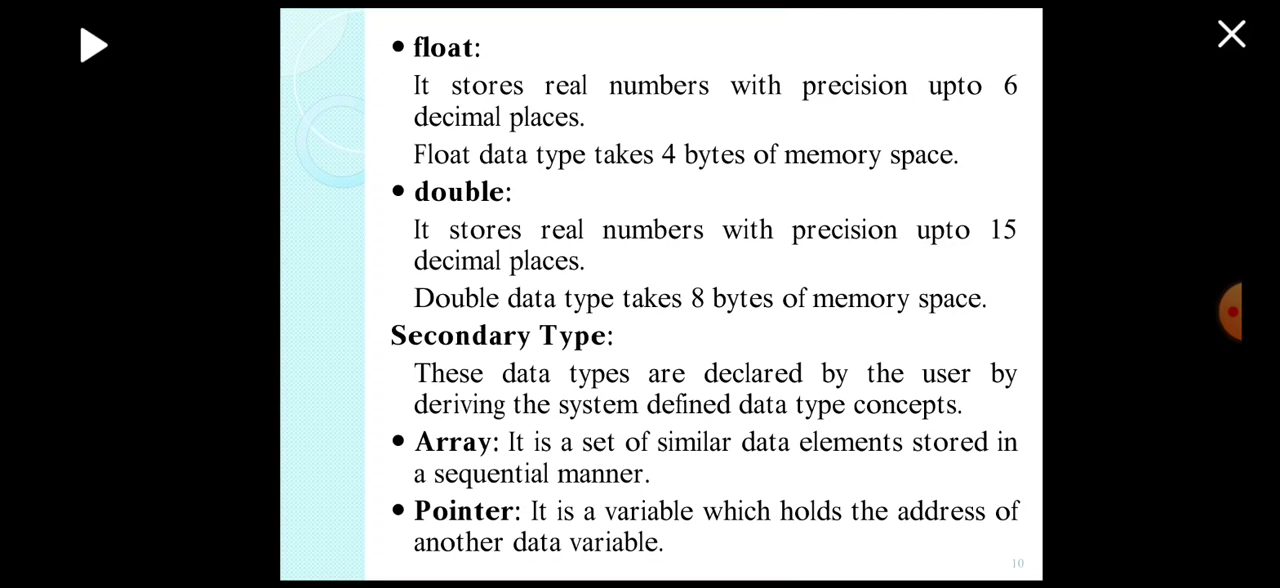 • float:
It stores real numbers with precision upto 6
decimal places.
Float data type takes 4 bytes of memory space.
• double:
It stores real numbers with precision upto 15
decimal places.
Double data type takes 8 bytes of memory space.
Secondary Type:
These data types are declared by the user by
deriving the system defined data type concepts.
• Array: It is a set of similar data elements stored in
a sequential manner.
• Pointer: It is a variable which holds the address of
another data variable.
10